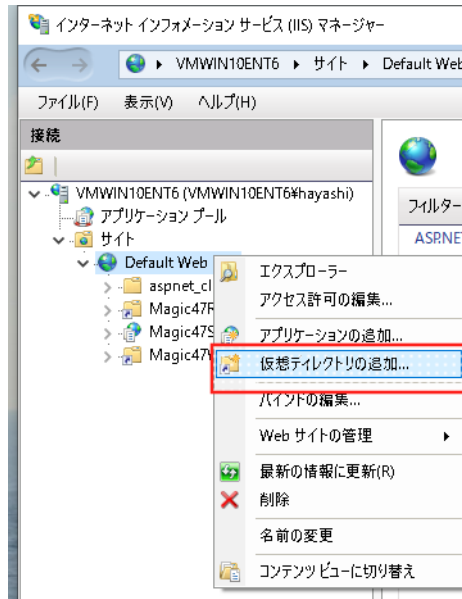 インターネット インフォメーション サービス (IIS) マネージャー
VMWIN10ENT6 ▸ サイト ▸ Default Web
ファイル(F) 表示(V) ヘルプ(H)
接続
VMWIN10ENT6 (VMWIN10ENT6¥hayashi)
フィルター
アプリケーション プール
ASP.NET
サイト
Default Web
エクスプローラー
aspnet_cl
アクセス許可の編集...
Magic47R
Magic47S
アプリケーションの追加...
Magic47W
仮想ディレクトリの追加...
バインドの編集...
Web サイトの管理
最新の情報に更新(R)
削除
名前の変更
コンテンツ ビューに切り替え